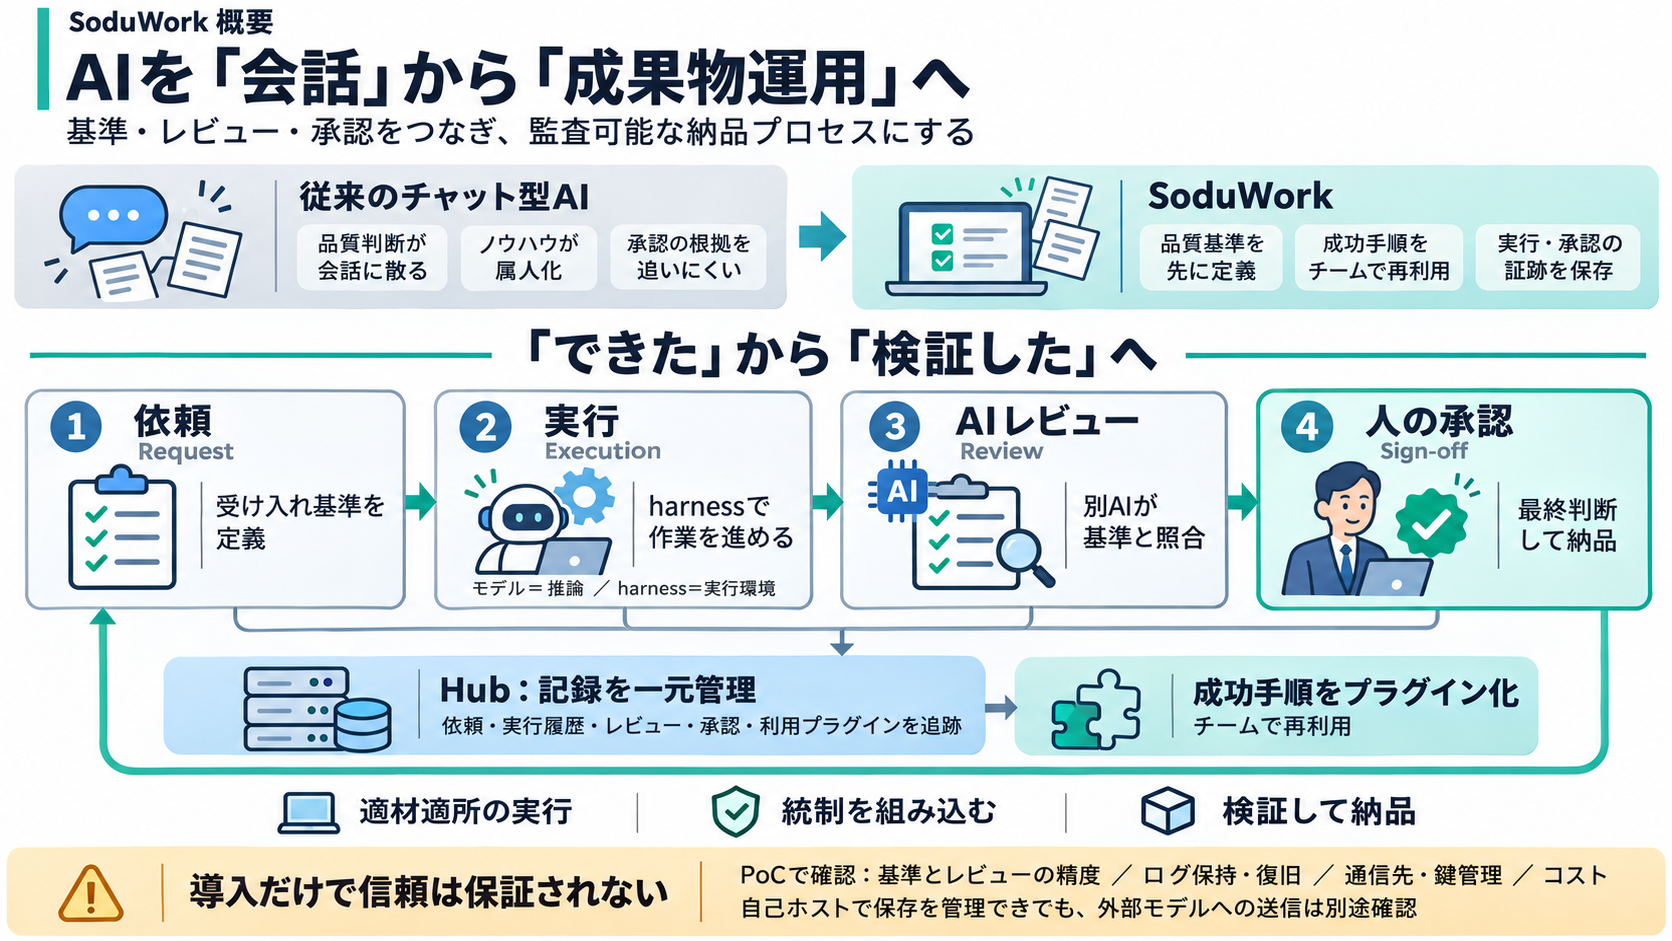 SoduWork 概要
AIを「会話」から「成果物運用」へ
基準・レビュー・承認をつなぎ、監査可能な納品プロセスにする
従来のチャット型AI
品質判断が
会話に散る
ノウハウが
属人化
承認の根拠を
追いにくい
SoduWork
品質基準を
先に定義
成功手順を
チームで再利用
実行・承認の
証跡を保存
「できた」から「検証した」へ
1 依頼
Request
受け入れ基準を
定義
2 実行
Execution
harnessで
作業を進める
モデル＝推論 ／ harness＝実行環境
3 AIレビュー
Review
AI
別AIが
基準と照合
4 人の承認
Sign-off
最終判断
して納品
Hub：記録を一元管理
依頼・実行履歴・レビュー・承認・利用プラグインを追跡
成功手順をプラグイン化
チームで再利用
適材適所の実行
統制を組み込む
検証して納品
導入だけで信頼は保証されない
PoCで確認：基準とレビューの精度 ／ ログ保持・復旧 ／ 通信先・鍵管理 ／ コスト
自己ホストで保存を管理できても、外部モデルへの送信は別途確認